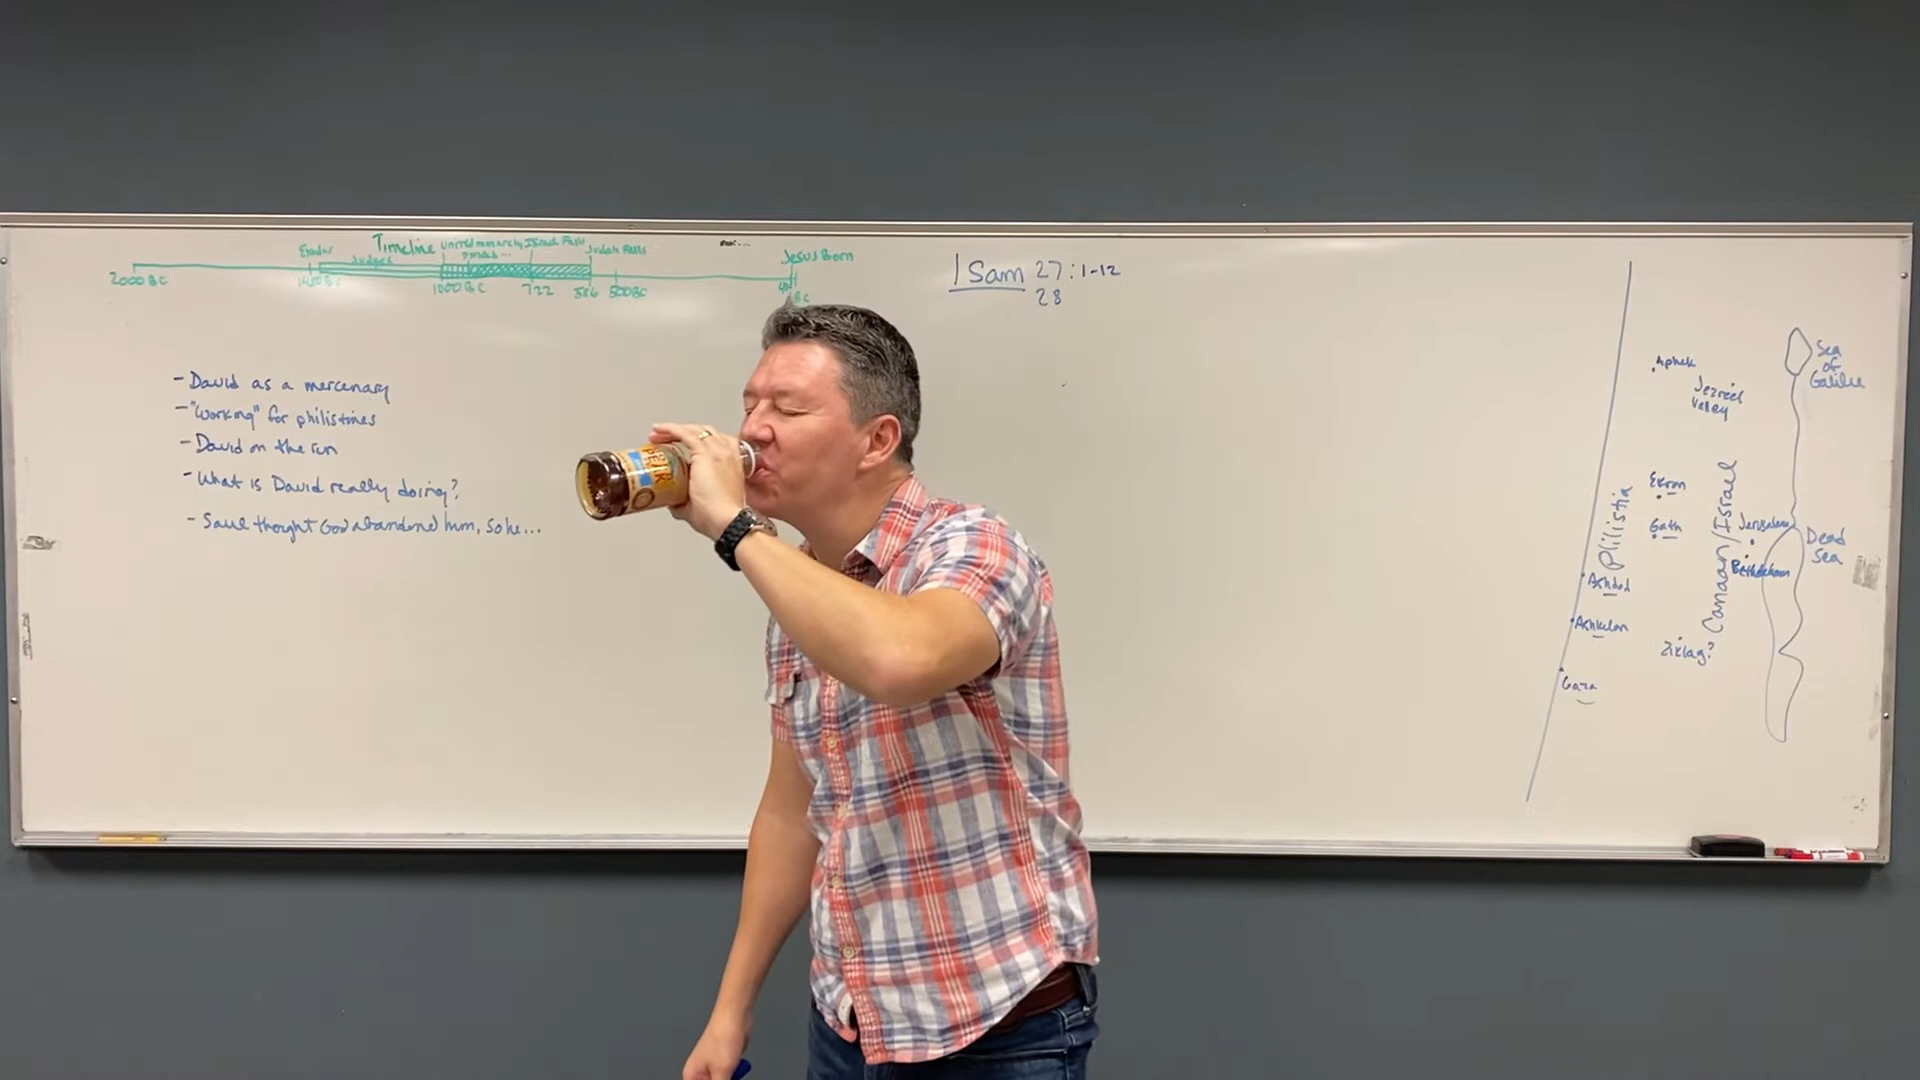 Timeline
Exodus
Judges
United monarchy
Israel Falls
Judah Falls
Jesus Born
2000 BC
1000 BC
722
586
500 BC
- David as a mercenary
- "Working" for philistines
- David on the run
- What is David really doing?
- Saul thought God abandoned him, so he...
1 Sam 27:1-12
28
Aphek
Jezreel
Valley
Sea
of
Galilee
Philistia
Canaan/Israel
Ekron
Gath
Jerusalem
Bethlehem
Dead
Sea
Ashdod
Ashkelon
Ziklag?
Gaza